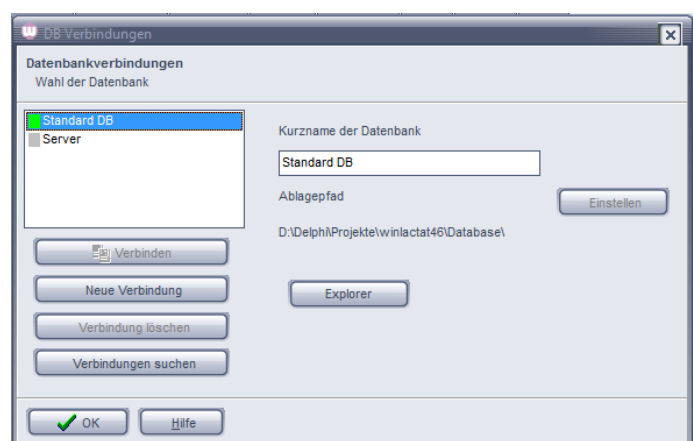 DB Verbindungen
Datenbankverbindungen
Wahl der Datenbank
Standard DB
Server
Kurzname der Datenbank
Standard DB
Ablagepfad
Einstellen
D:\Delphi\Projekte\winlactat46\Database\
Verbinden
Neue Verbindung
Explorer
Verbindung löschen
Verbindungen suchen
OK
Hilfe